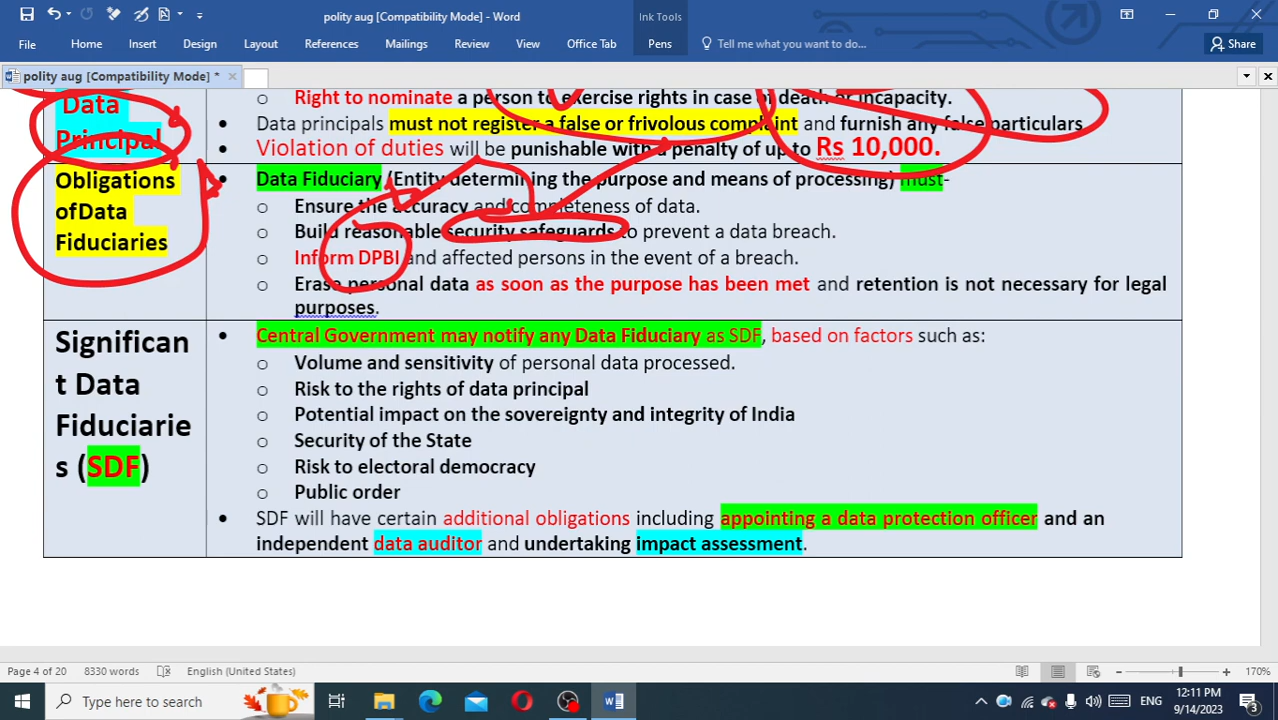 polity aug [Compatibility Mode] - Word
Ink Tools
File Home Insert Design Layout References Mailings Review View Office Tab Pens Tell me what you want to do... Share
polity aug [Compatibility Mode] *
Data
Principal
o Right to nominate a person to exercise rights in case of death or incapacity.
• Data principals must not register a false or frivolous complaint and furnish any false particulars
• Violation of duties will be punishable with a penalty of up to Rs 10,000.
Obligations
ofData
Fiduciaries
• Data Fiduciary (Entity determining the purpose and means of processing) must-
o Ensure the accuracy and completeness of data.
o Build reasonable security safeguards to prevent a data breach.
o Inform DPBI and affected persons in the event of a breach.
o Erase personal data as soon as the purpose has been met and retention is not necessary for legal
purposes.
Significan
t Data
Fiduciarie
s (SDF)
• Central Government may notify any Data Fiduciary as SDF, based on factors such as:
o Volume and sensitivity of personal data processed.
o Risk to the rights of data principal
o Potential impact on the sovereignty and integrity of India
o Security of the State
o Risk to electoral democracy
o Public order
• SDF will have certain additional obligations including appointing a data protection officer and an
independent data auditor and undertaking impact assessment.
Page 4 of 20 8330 words English (United States) 170%
Type here to search
ENG
12:11 PM
9/14/2023
3